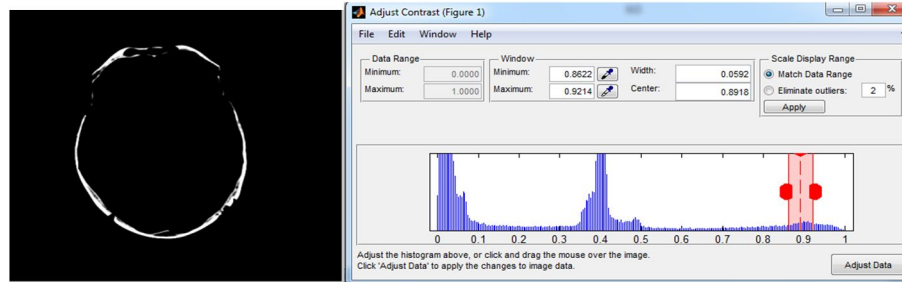 Adjust Contrast (Figure 1)
File Edit Window Help
Data Range
Minimum: 0.0000
Maximum: 1.0000
Window
Minimum: 0.8622 Width: 0.0592
Maximum: 0.9214 Center: 0.8918
Scale Display Range
Match Data Range
Eliminate outliers: 2 %
Apply
0 0.1 0.2 0.3 0.4 0.5 0.6 0.7 0.8 0.9 1
Adjust the histogram above, or click and drag the mouse over the image.
Click 'Adjust Data' to apply the changes to image data.
Adjust Data